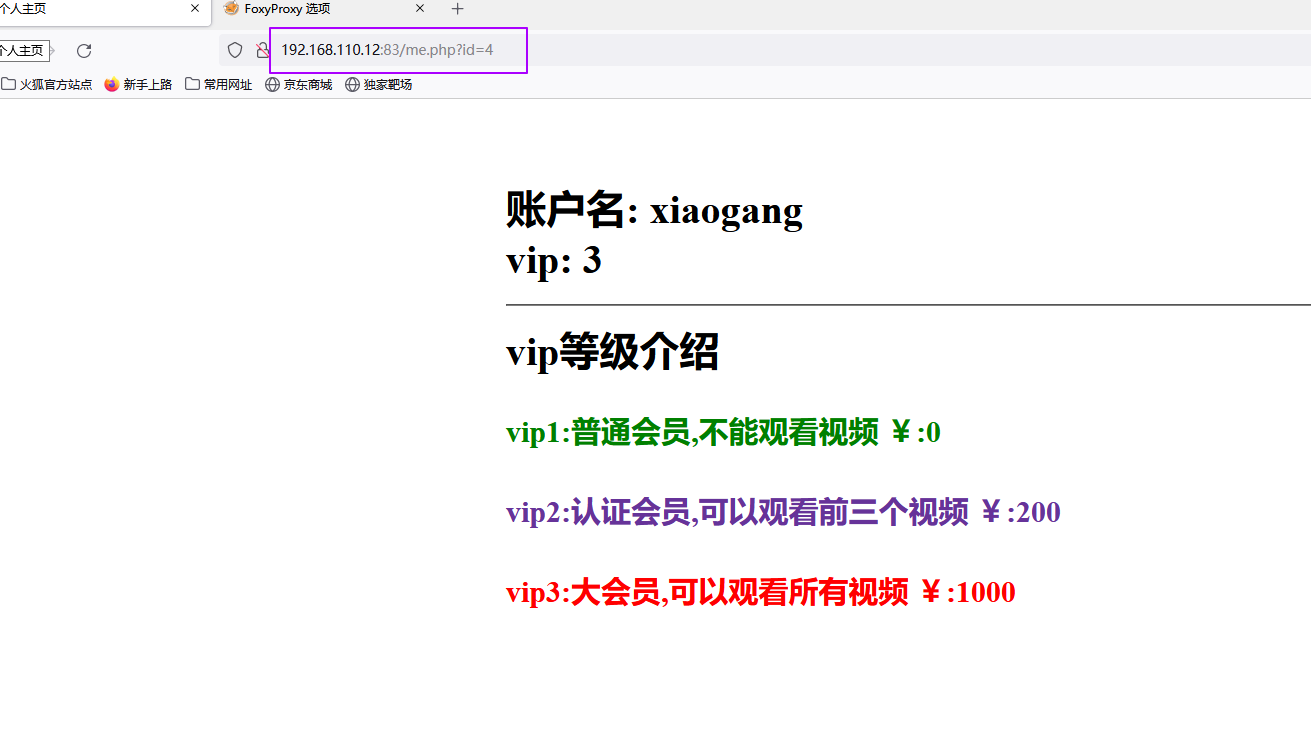 个人主页
FoxyProxy 选项
个人主页
192.168.110.12:83/me.php?id=4
火狐官方站点 新手上路 常用网址 京东商城 独家靶场
账户名: xiaogang
vip: 3
vip等级介绍
vip1:普通会员,不能观看视频 ￥:0
vip2:认证会员,可以观看前三个视频 ￥:200
vip3:大会员,可以观看所有视频 ￥:1000